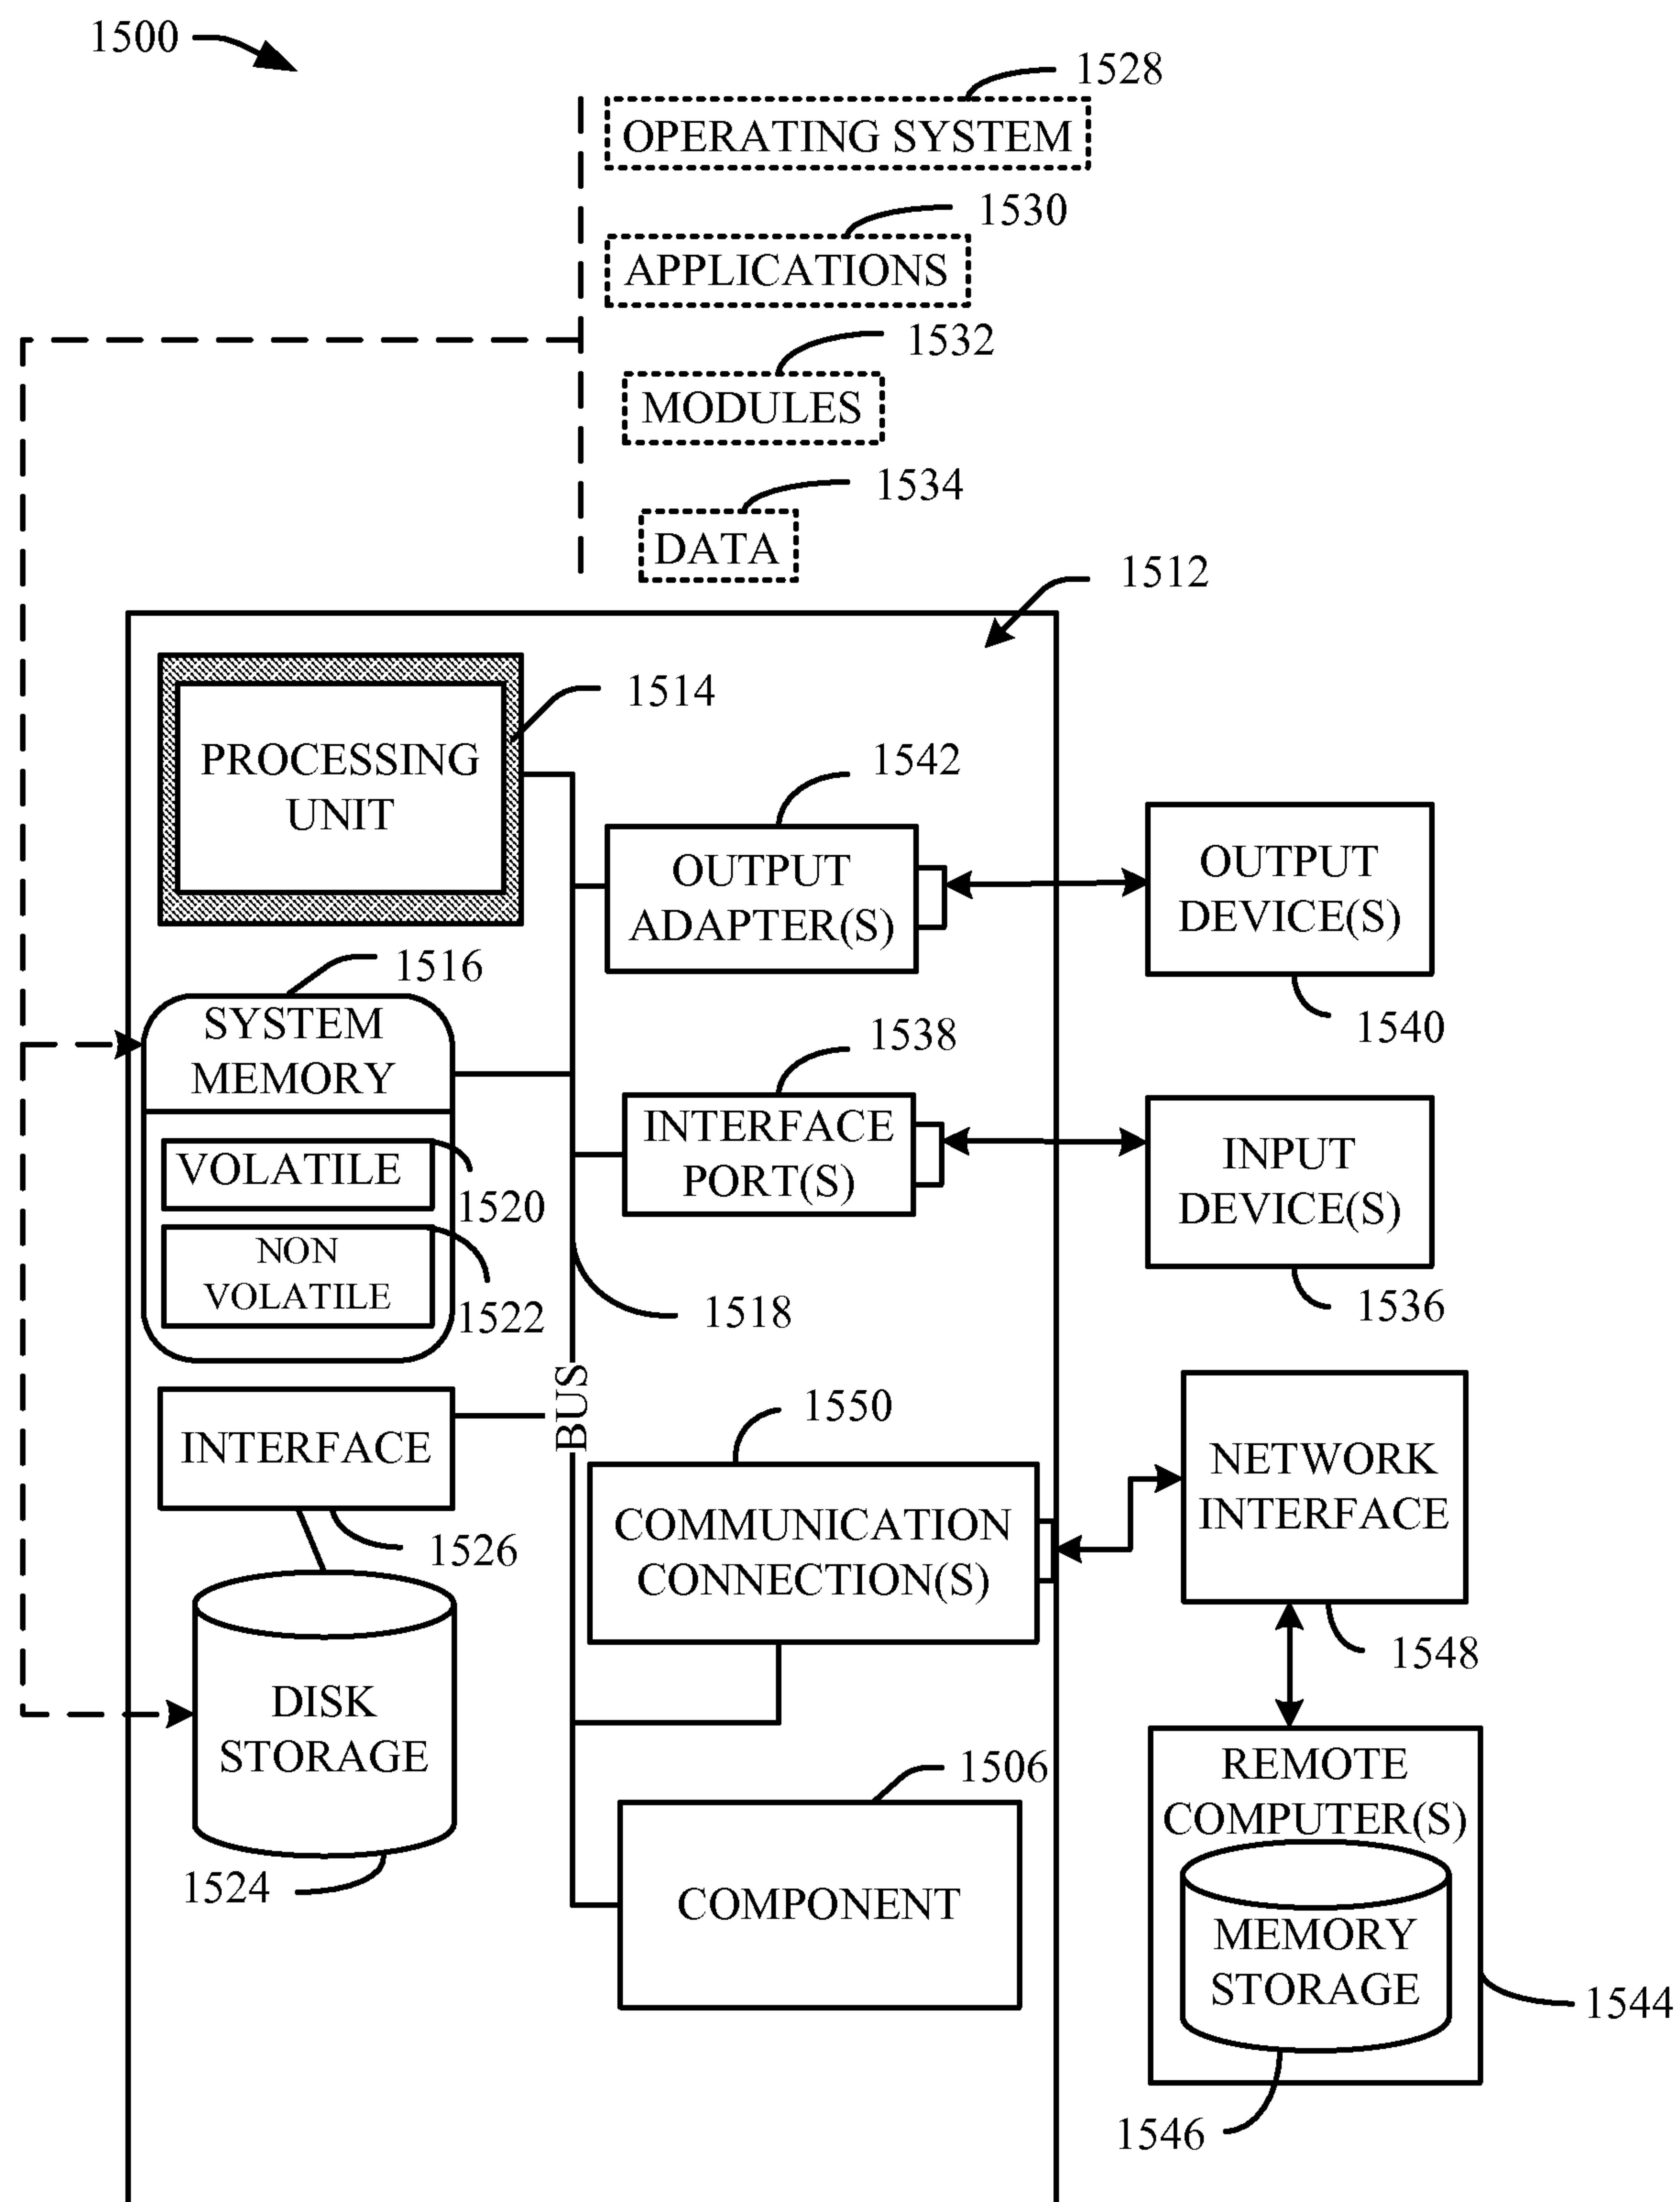 1500
1528
OPERATING SYSTEM
1530
APPLICATIONS
1532
MODULES
1534
DATA
1512
1514
PROCESSING
UNIT
1542
OUTPUT
ADAPTER(S)
OUTPUT
DEVICE(S)
1540
1516
SYSTEM
MEMORY
VOLATILE
1520
NON
VOLATILE
1522
1538
INTERFACE
PORT(S)
INPUT
DEVICE(S)
1536
1518
BUS
INTERFACE
1526
1550
COMMUNICATION
CONNECTION(S)
NETWORK
INTERFACE
1548
DISK
STORAGE
1524
1506
COMPONENT
REMOTE
COMPUTER(S)
MEMORY
STORAGE
1544
1546